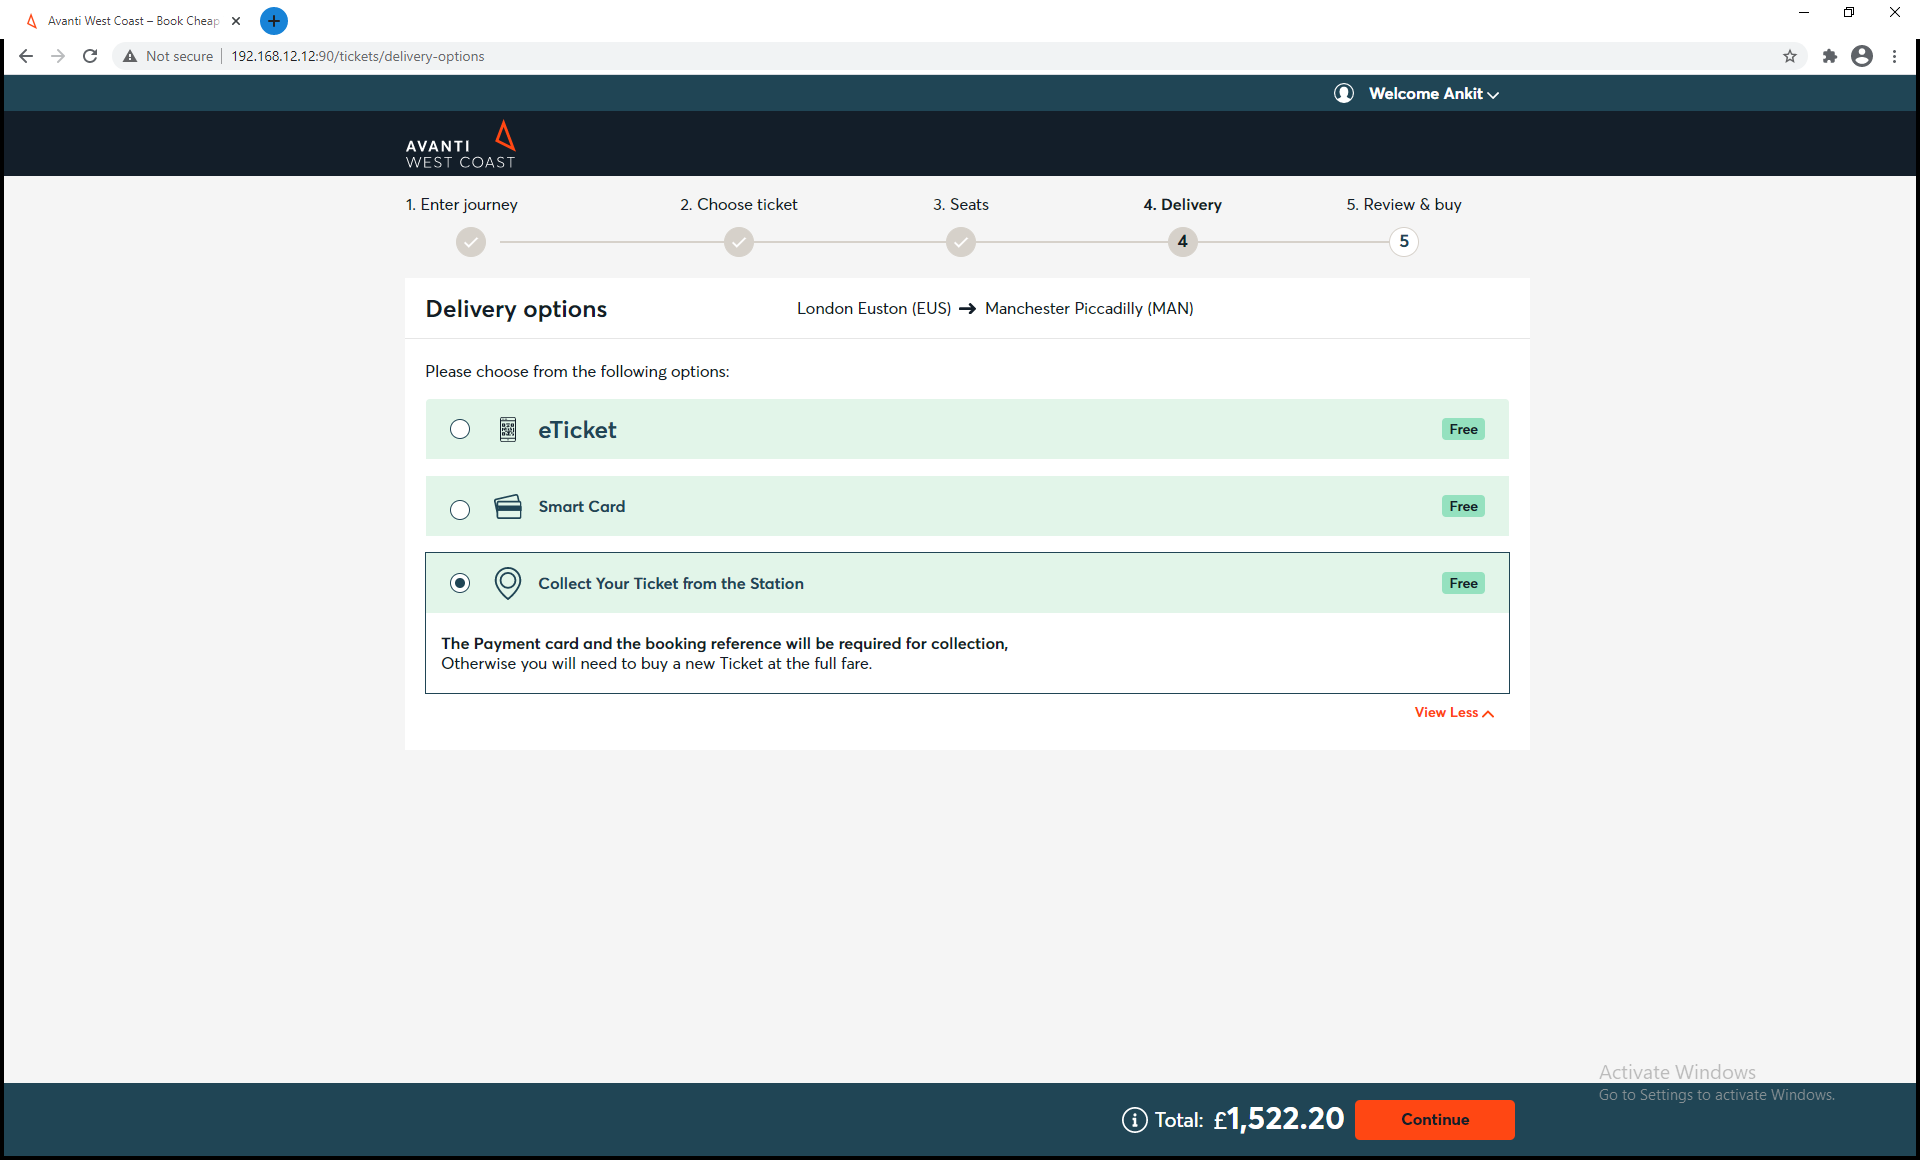 Avanti West Coast – Book Cheap
Not secure
192.168.12.12:90/tickets/delivery-options
Welcome Ankit
AVANTI
WEST COAST
1. Enter journey
2. Choose ticket
3. Seats
4. Delivery
5. Review & buy
4
5
Delivery options
London Euston (EUS) → Manchester Piccadilly (MAN)
Please choose from the following options:
eTicket
Free
Smart Card
Free
Collect Your Ticket from the Station
Free
The Payment card and the booking reference will be required for collection,
Otherwise you will need to buy a new Ticket at the full fare.
View Less
Activate Windows
Go to Settings to activate Windows.
Total: £1,522.20
Continue